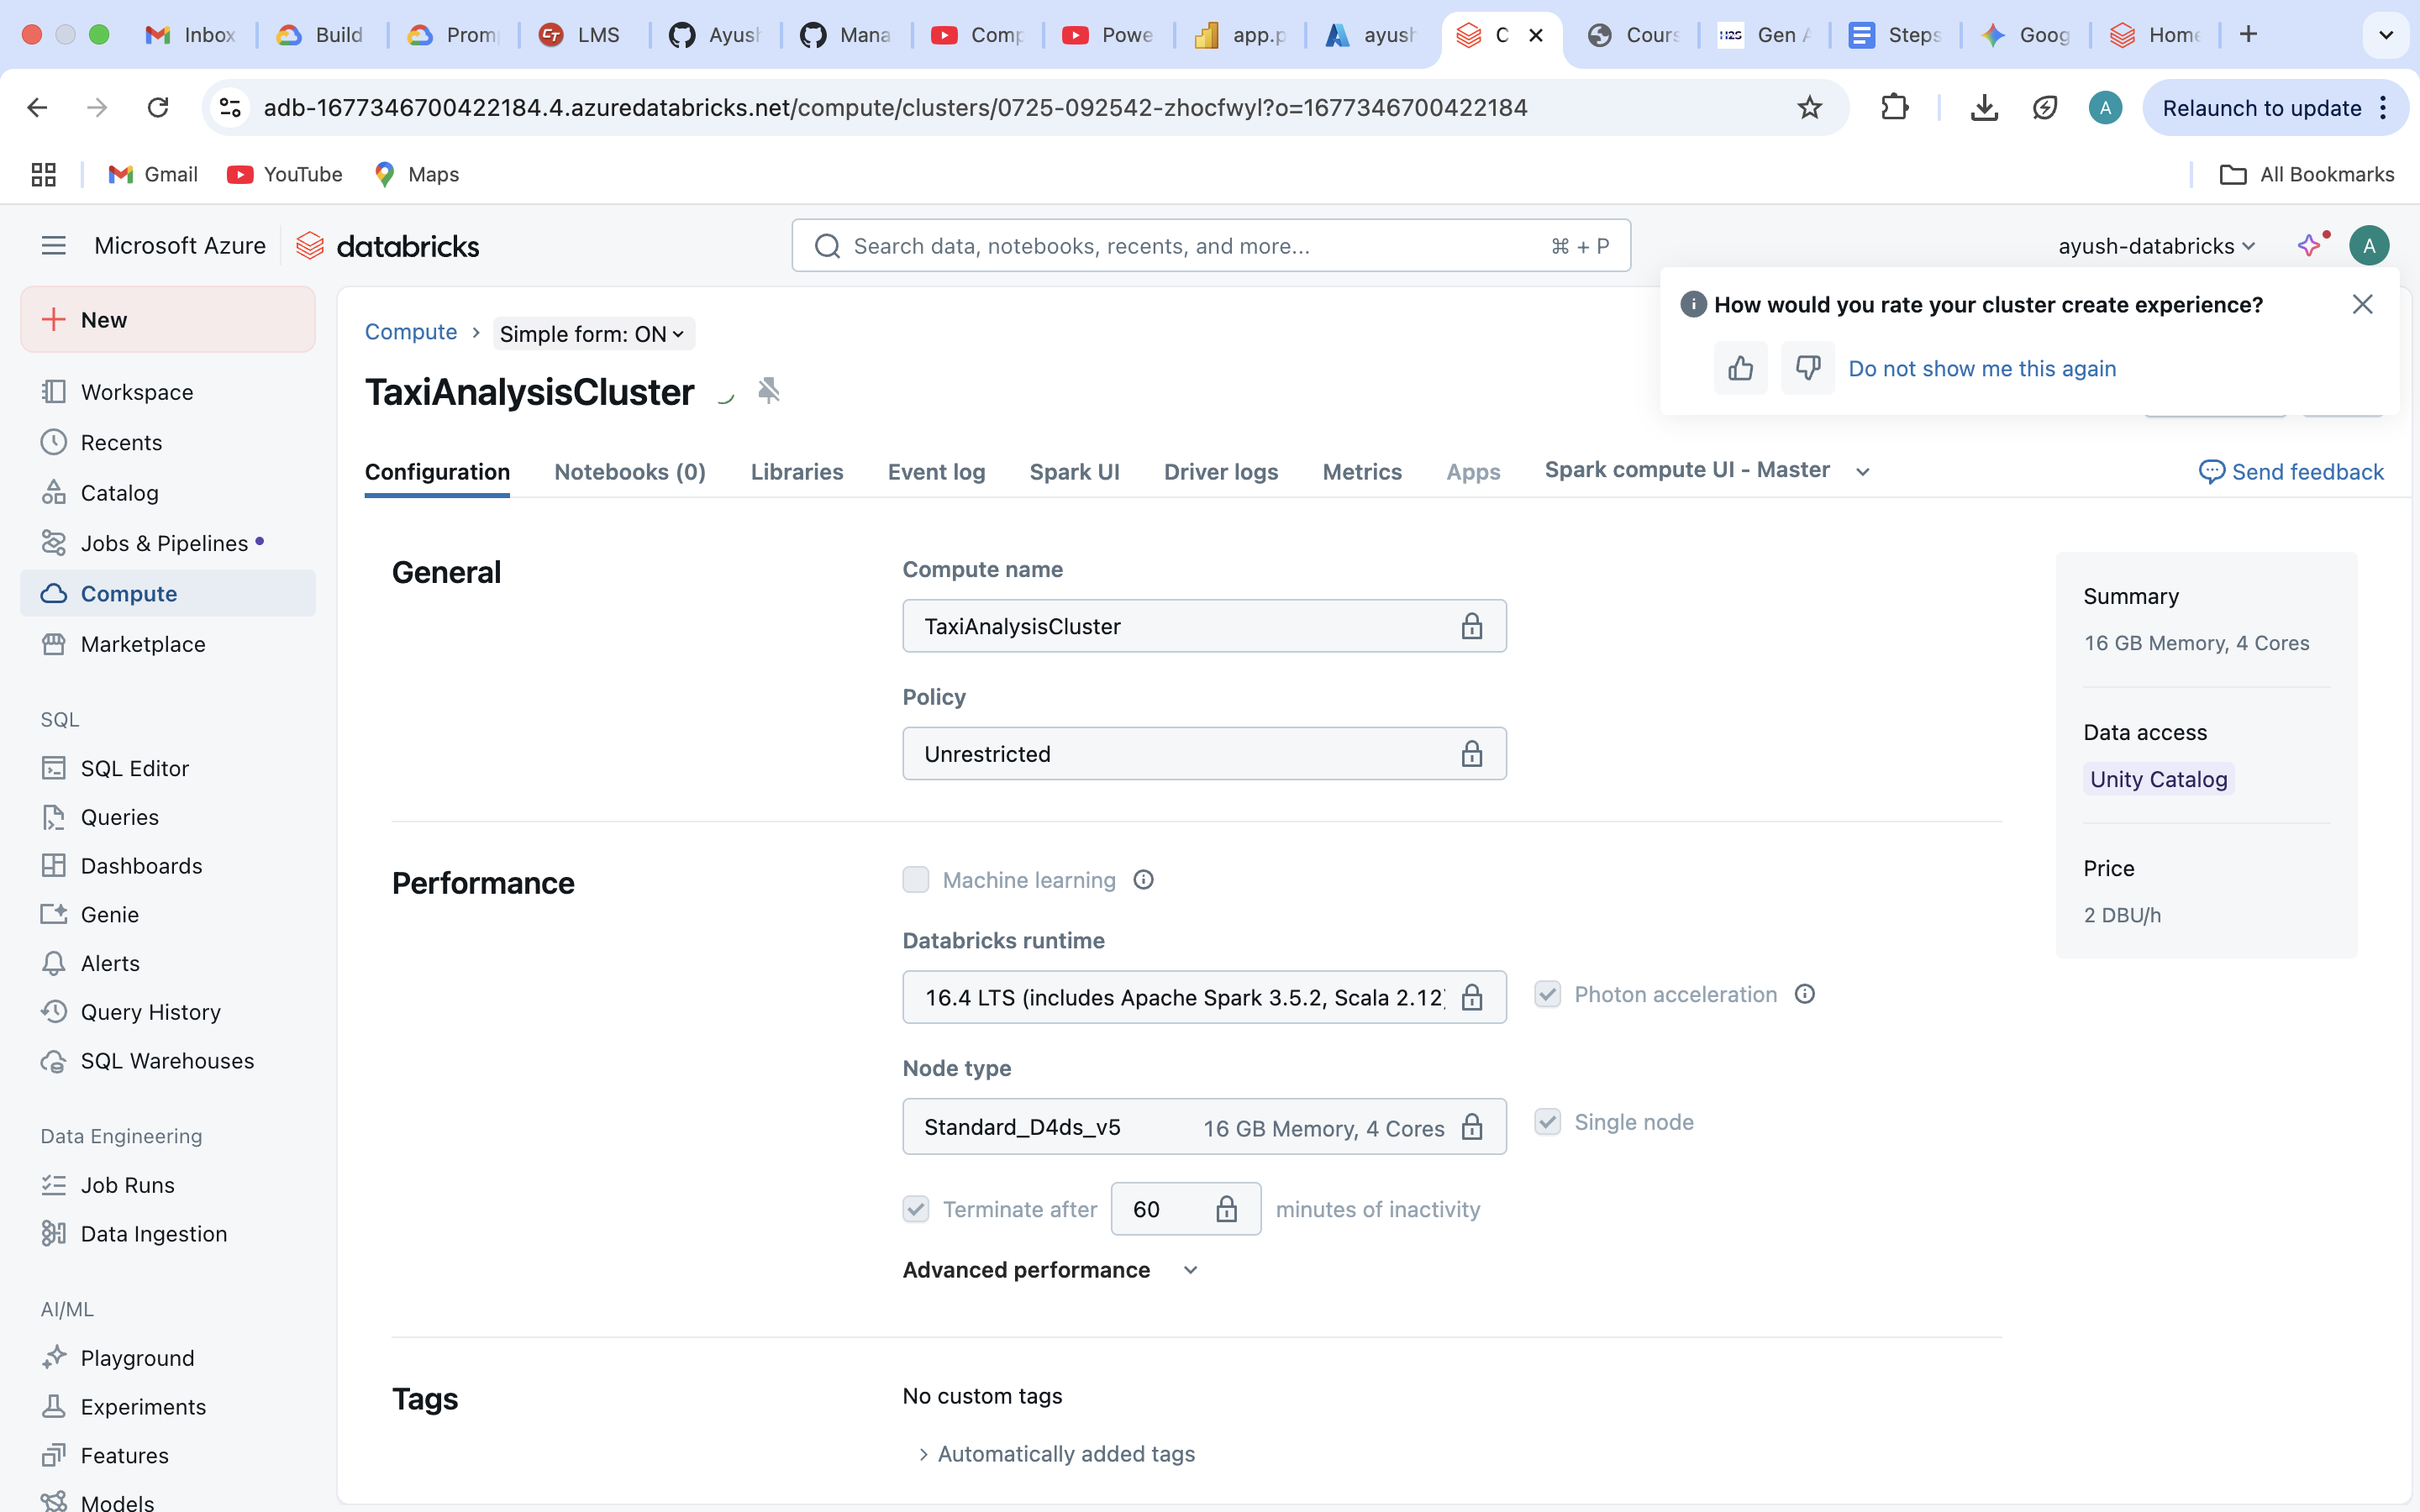 Inbox
Build
Prom
LMS
Ayush
Mana
Comp
Powe
app.p
ayush
C
Cours
Gen A
Steps
Goog
Home
adb-1677346700422184.4.azuredatabricks.net/compute/clusters/0725-092542-zhocfwyl?o=1677346700422184
A
Relaunch to update
Gmail
YouTube
Maps
All Bookmarks
Microsoft Azure
databricks
Search data, notebooks, recents, and more...
⌘ + P
ayush-databricks
A
New
Workspace
Recents
Catalog
Jobs & Pipelines
Compute
Marketplace
SQL
SQL Editor
Queries
Dashboards
Genie
Alerts
Query History
SQL Warehouses
Data Engineering
Job Runs
Data Ingestion
AI/ML
Playground
Experiments
Features
Models
Compute › Simple form: ON
How would you rate your cluster create experience?
Do not show me this again
TaxiAnalysisCluster
Configuration
Notebooks (0)
Libraries
Event log
Spark UI
Driver logs
Metrics
Apps
Spark compute UI - Master
Send feedback
General
Compute name
TaxiAnalysisCluster
Policy
Unrestricted
Performance
Machine learning
Databricks runtime
16.4 LTS (includes Apache Spark 3.5.2, Scala 2.12)
Photon acceleration
Node type
Standard_D4ds_v5
16 GB Memory, 4 Cores
Single node
Terminate after 60 minutes of inactivity
Advanced performance
Tags
No custom tags
Automatically added tags
Summary
16 GB Memory, 4 Cores
Data access
Unity Catalog
Price
2 DBU/h